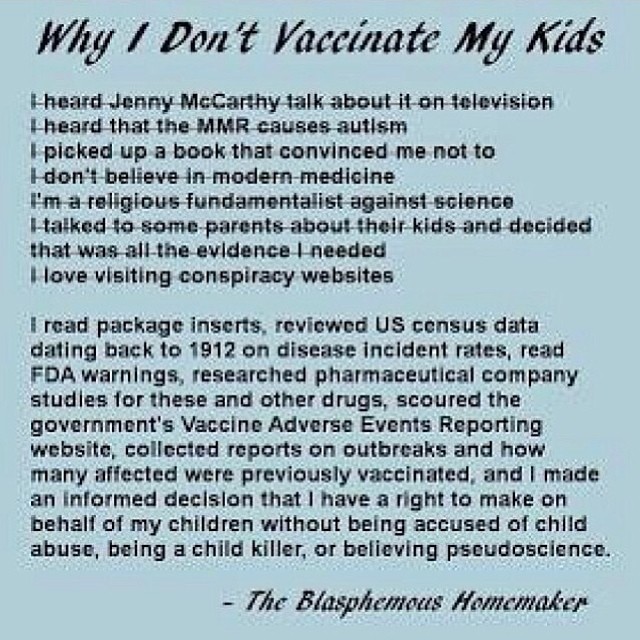 Why I Don't Vaccinate My Kids
I heard Jenny McCarthy talk about it on television
I heard that the MMR causes autism
I picked up a book that convinced me not to
I don't believe in modern medicine
I'm a religious fundamentalist against science
I talked to some parents about their kids and decided
that was all the evidence I needed
I love visiting conspiracy websites
I read package inserts, reviewed US census data
dating back to 1912 on disease incident rates, read
FDA warnings, researched pharmaceutical company
studies for these and other drugs, scoured the
government's Vaccine Adverse Events Reporting
website, collected reports on outbreaks and how
many affected were previously vaccinated, and I made
an informed decision that I have a right to make on
behalf of my children without being accused of child
abuse, being a child killer, or believing pseudoscience.
- The Blasphemous Homemaker